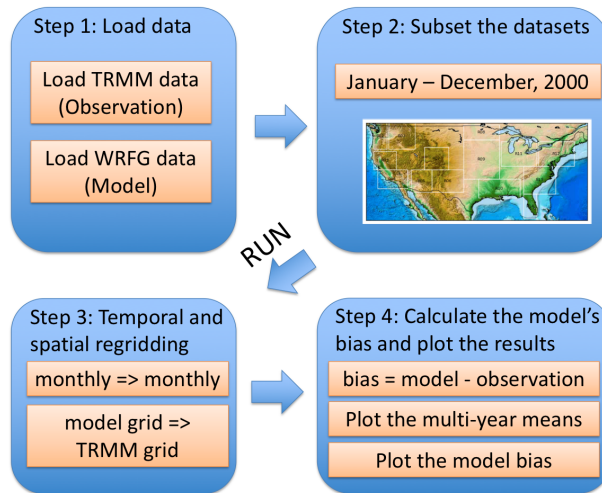 Step 1: Load data
Load TRMM data
(Observation)
Load WRFG data
(Model)
Step 2: Subset the datasets
January – December, 2000
RUN
Step 3: Temporal and
spatial regridding
monthly => monthly
model grid =>
TRMM grid
Step 4: Calculate the model's
bias and plot the results
bias = model - observation
Plot the multi-year means
Plot the model bias